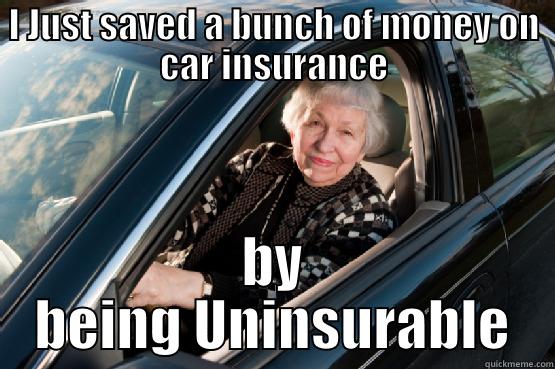 I Just saved a bunch of money on
car insurance
by
being Uninsurable
quickmeme.com